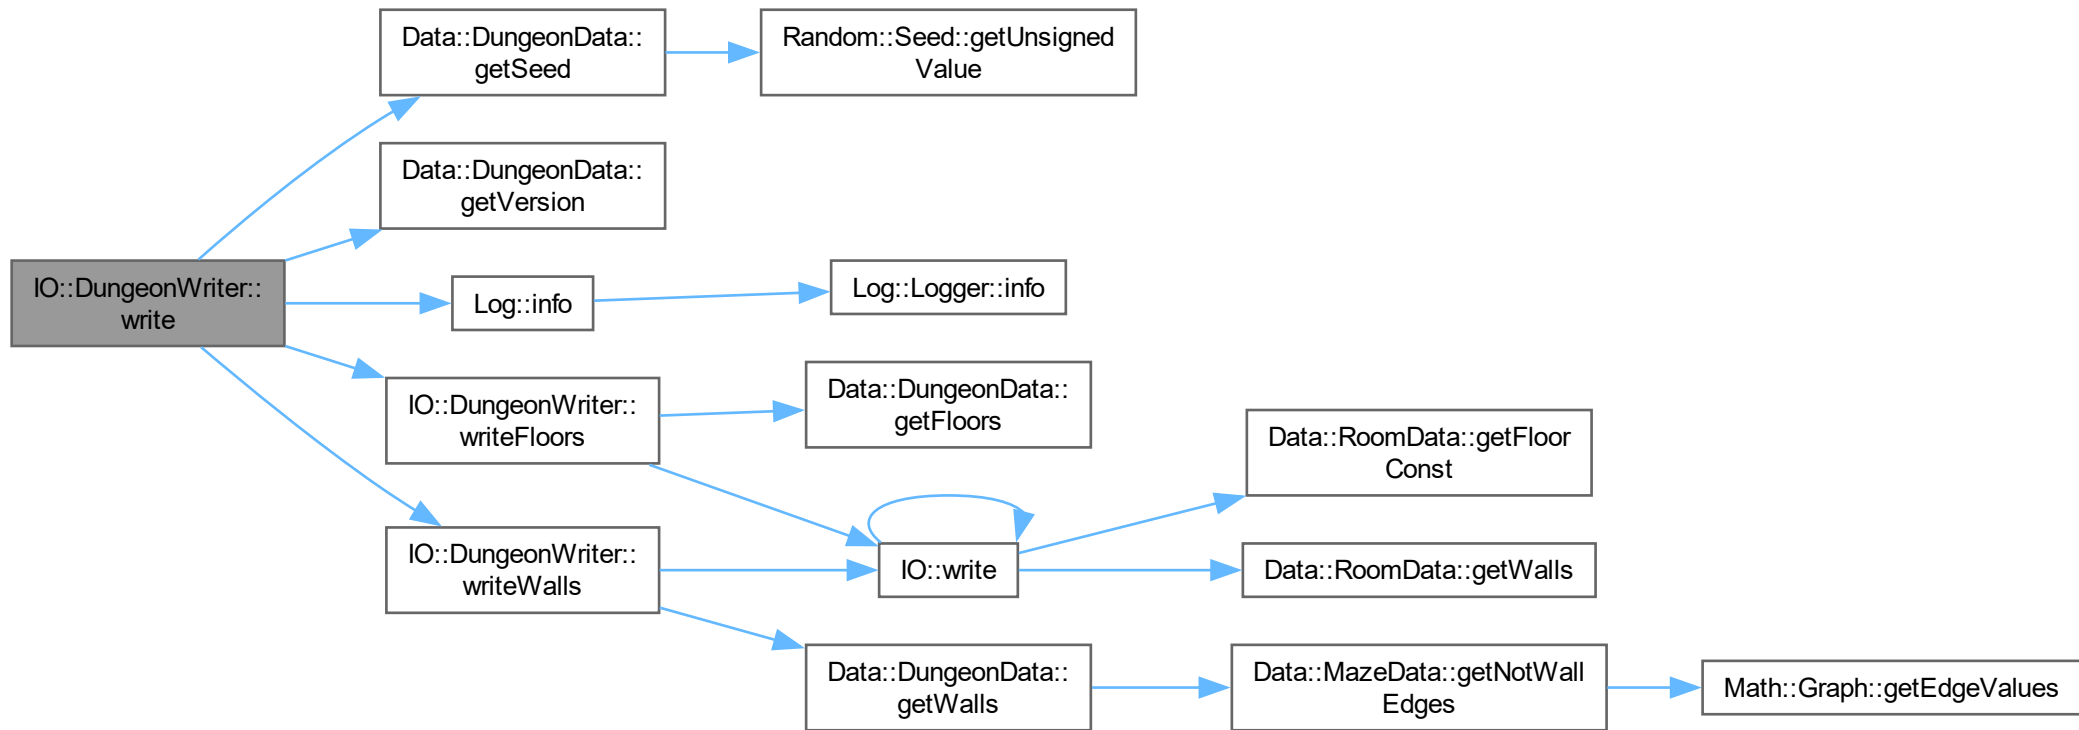 Data::DungeonData::
getSeed
Random::Seed::getUnsigned
Value
Data::DungeonData::
getVersion
IO::DungeonWriter::
write
Log::info
Log::Logger::info
IO::DungeonWriter::
writeFloors
Data::DungeonData::
getFloors
Data::RoomData::getFloor
Const
IO::DungeonWriter::
writeWalls
IO::write
Data::RoomData::getWalls
Data::DungeonData::
getWalls
Data::MazeData::getNotWall
Edges
Math::Graph::getEdgeValues